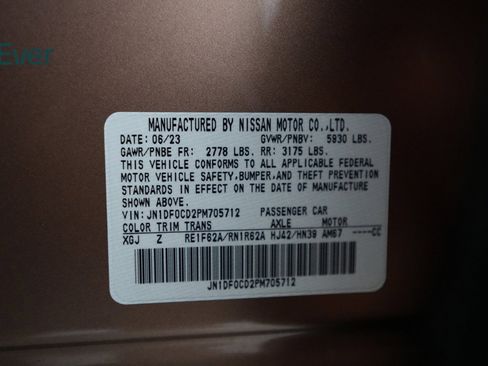 Ever
MANUFACTURED BY NISSAN MOTOR CO.,LTD.
DATE: 06/23 GVWR/PNBV: 5930 LBS.
GAWR/PNBE FR: 2778 LBS. RR: 3175 LBS.
THIS VEHICLE CONFORMS TO ALL APPLICABLE FEDERAL
MOTOR VEHICLE SAFETY,BUMPER,AND THEFT PREVENTION
STANDARDS IN EFFECT ON THE DATE OF MANUFACTURE
SHOWN ABOVE.
VIN: JN1DF0CD2PM705712 PASSENGER CAR
COLOR TRIM TRANS AXLE MOTOR
XGJ Z RE1F62A/RN1R62A HJ42/HN39 AM67 ----CC
JN1DF0CD2PM705712